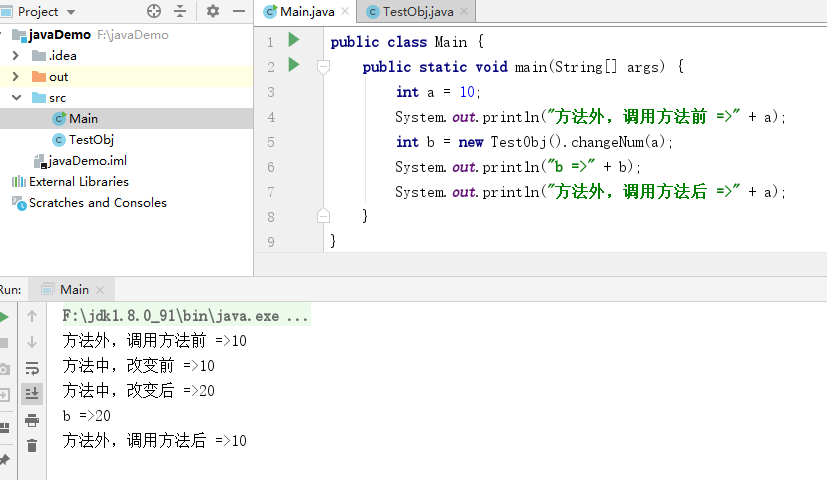 Project
javaDemo F:\javaDemo
.idea
out
src
Main
TestObj
javaDemo.iml
External Libraries
Scratches and Consoles
Main.java TestObj.java
1 public class Main {
2 public static void main(String[] args) {
3 int a = 10;
4 System.out.println("方法外，调用方法前 =>" + a);
5 int b = new TestObj().changeNum(a);
6 System.out.println("b =>" + b);
7 System.out.println("方法外，调用方法后 =>" + a);
8 }
9 }
Run: Main
F:\jdk1.8.0_91\bin\java.exe ...
方法外，调用方法前 =>10
方法中，改变前 =>10
方法中，改变后 =>20
b =>20
方法外，调用方法后 =>10